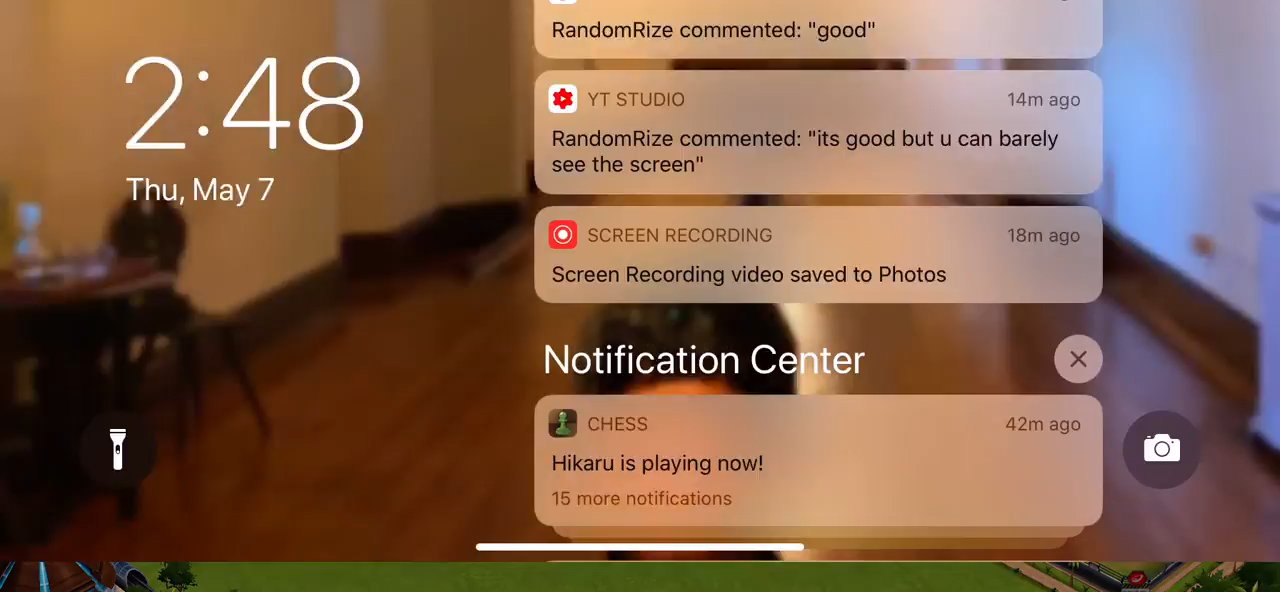 RandomRize commented: "good"
2:48
Thu, May 7
YT STUDIO
14m ago
RandomRize commented: "its good but u can barely
see the screen"
SCREEN RECORDING
18m ago
Screen Recording video saved to Photos
Notification Center
CHESS
42m ago
Hikaru is playing now!
15 more notifications